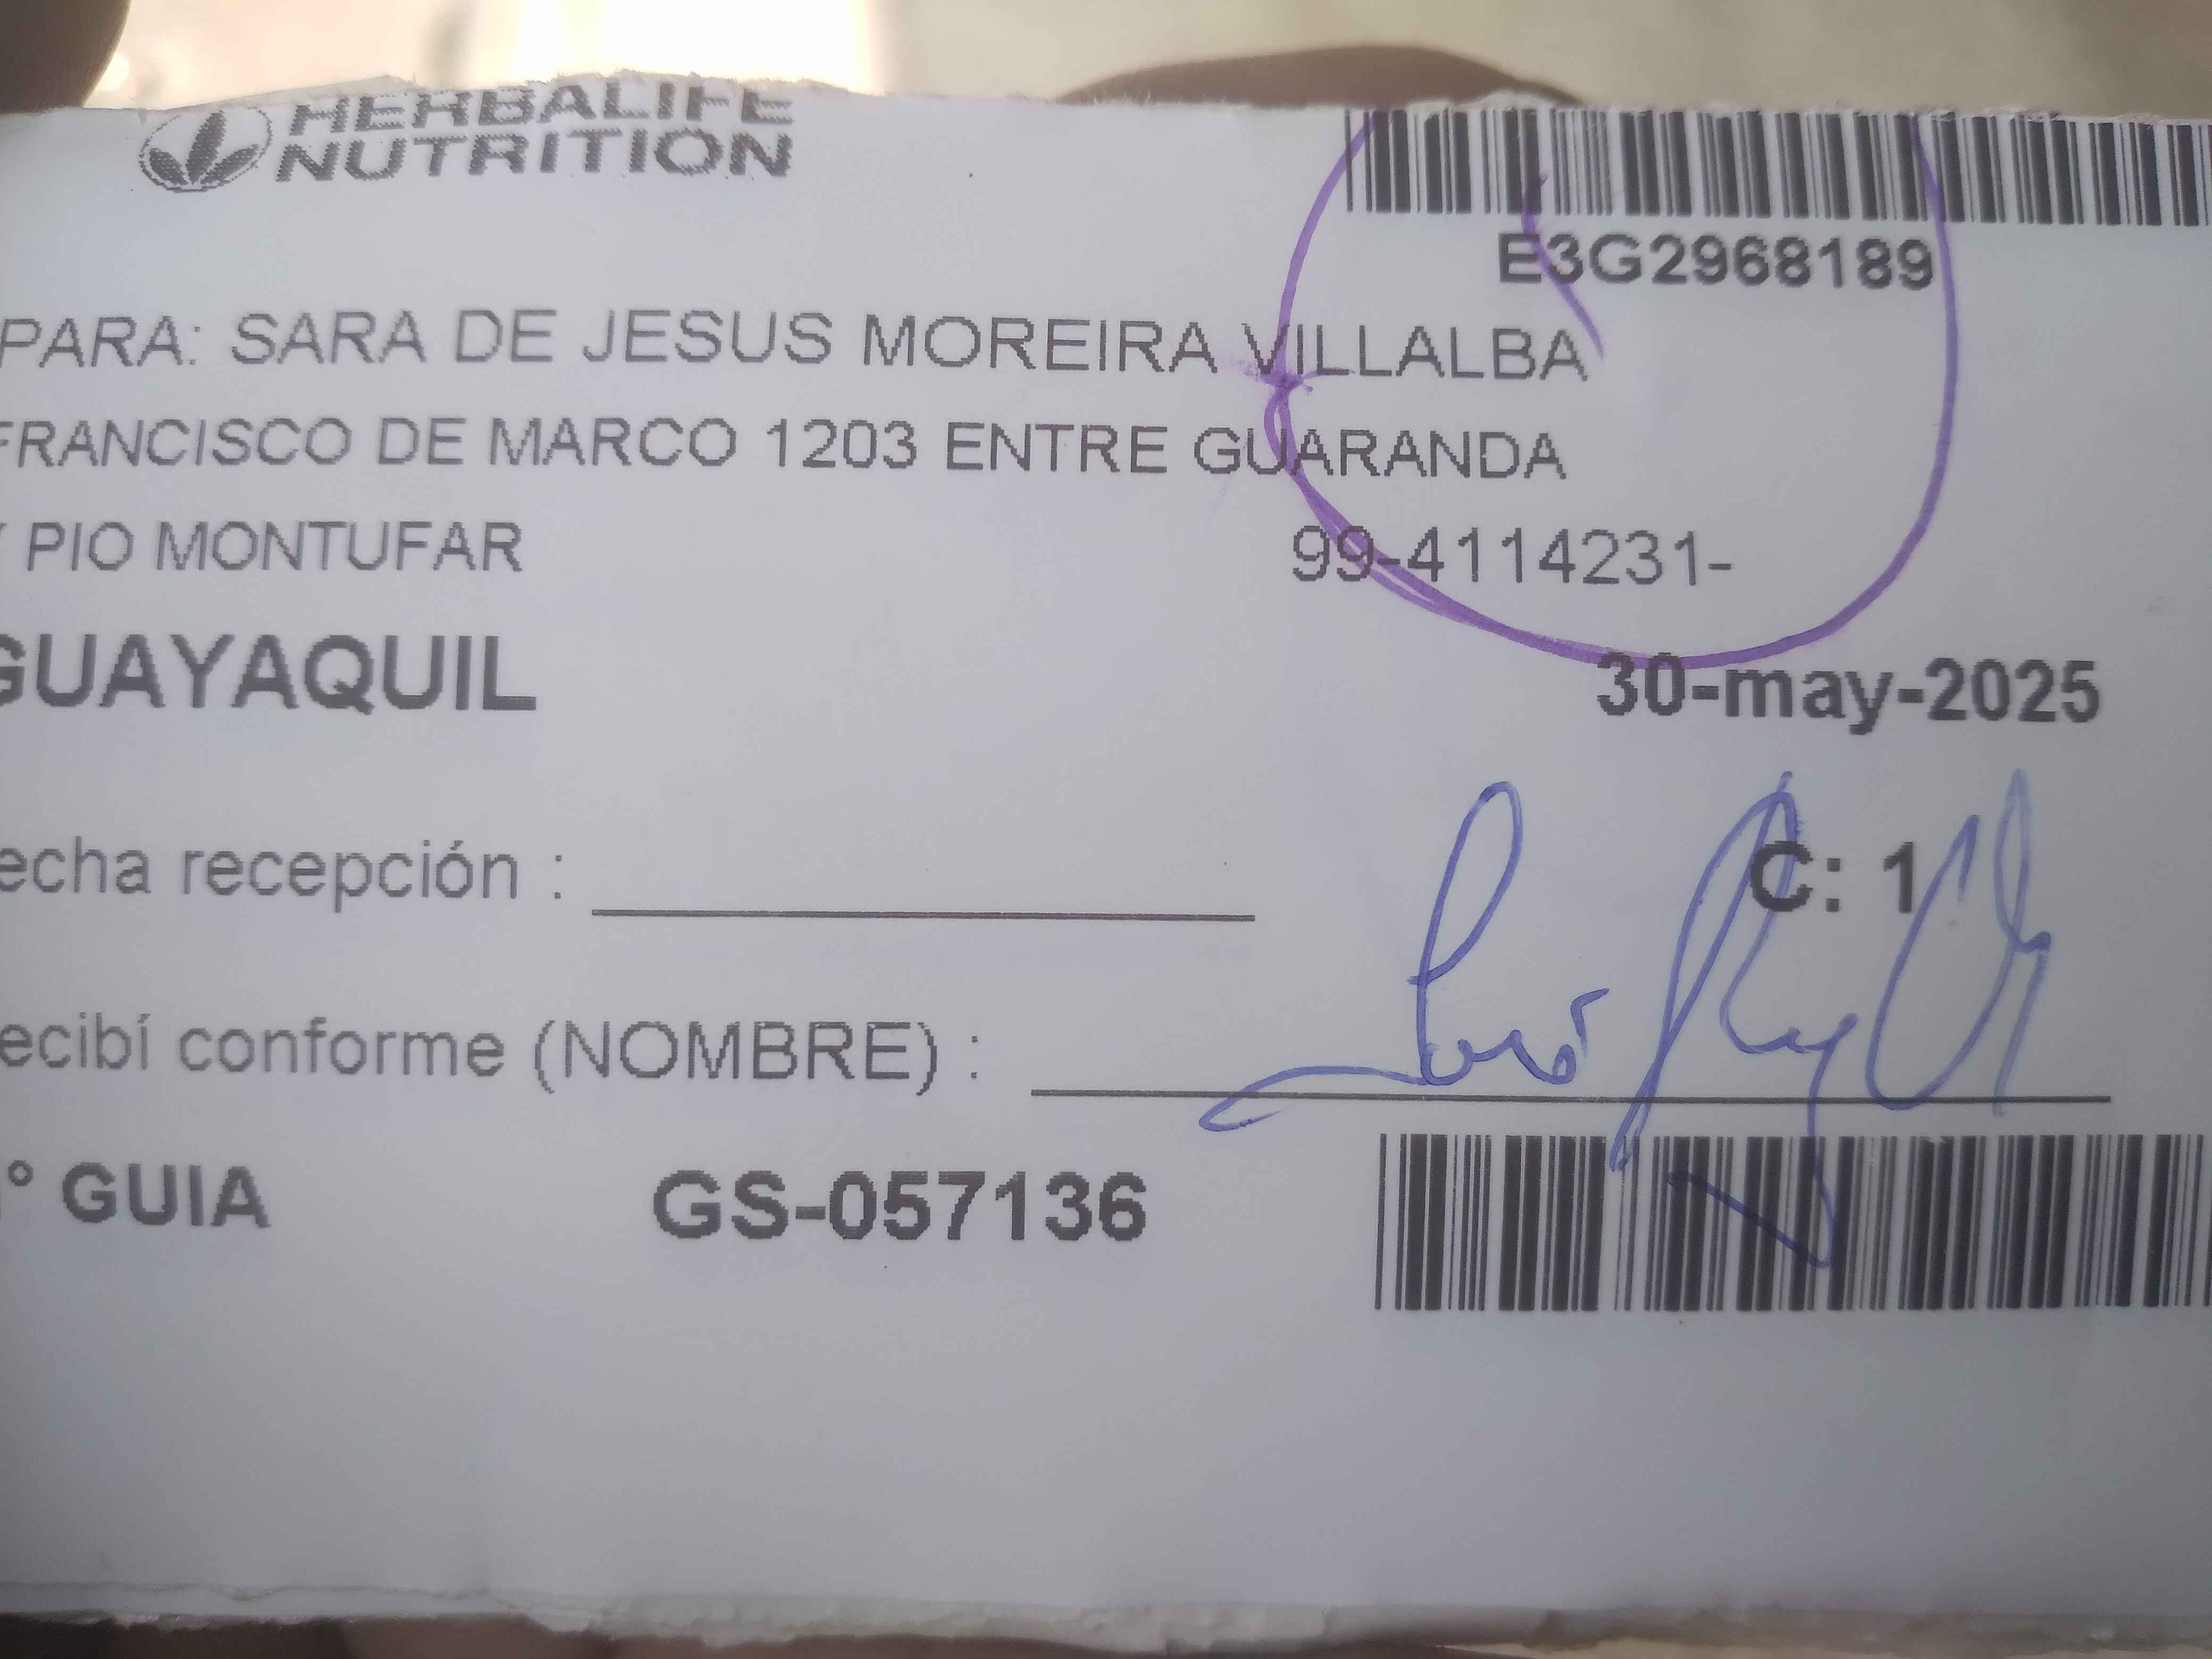 HERBALIFE
NUTRITION
E3G2968189
PARA: SARA DE JESUS MOREIRA VILLALBA
FRANCISCO DE MARCO 1203 ENTRE GUARANDA
Y PIO MONTUFAR 99-4114231-
GUAYAQUIL 30-may-2025
echa recepción : C: 1
ecibí conforme (NOMBRE) :
° GUIA GS-057136